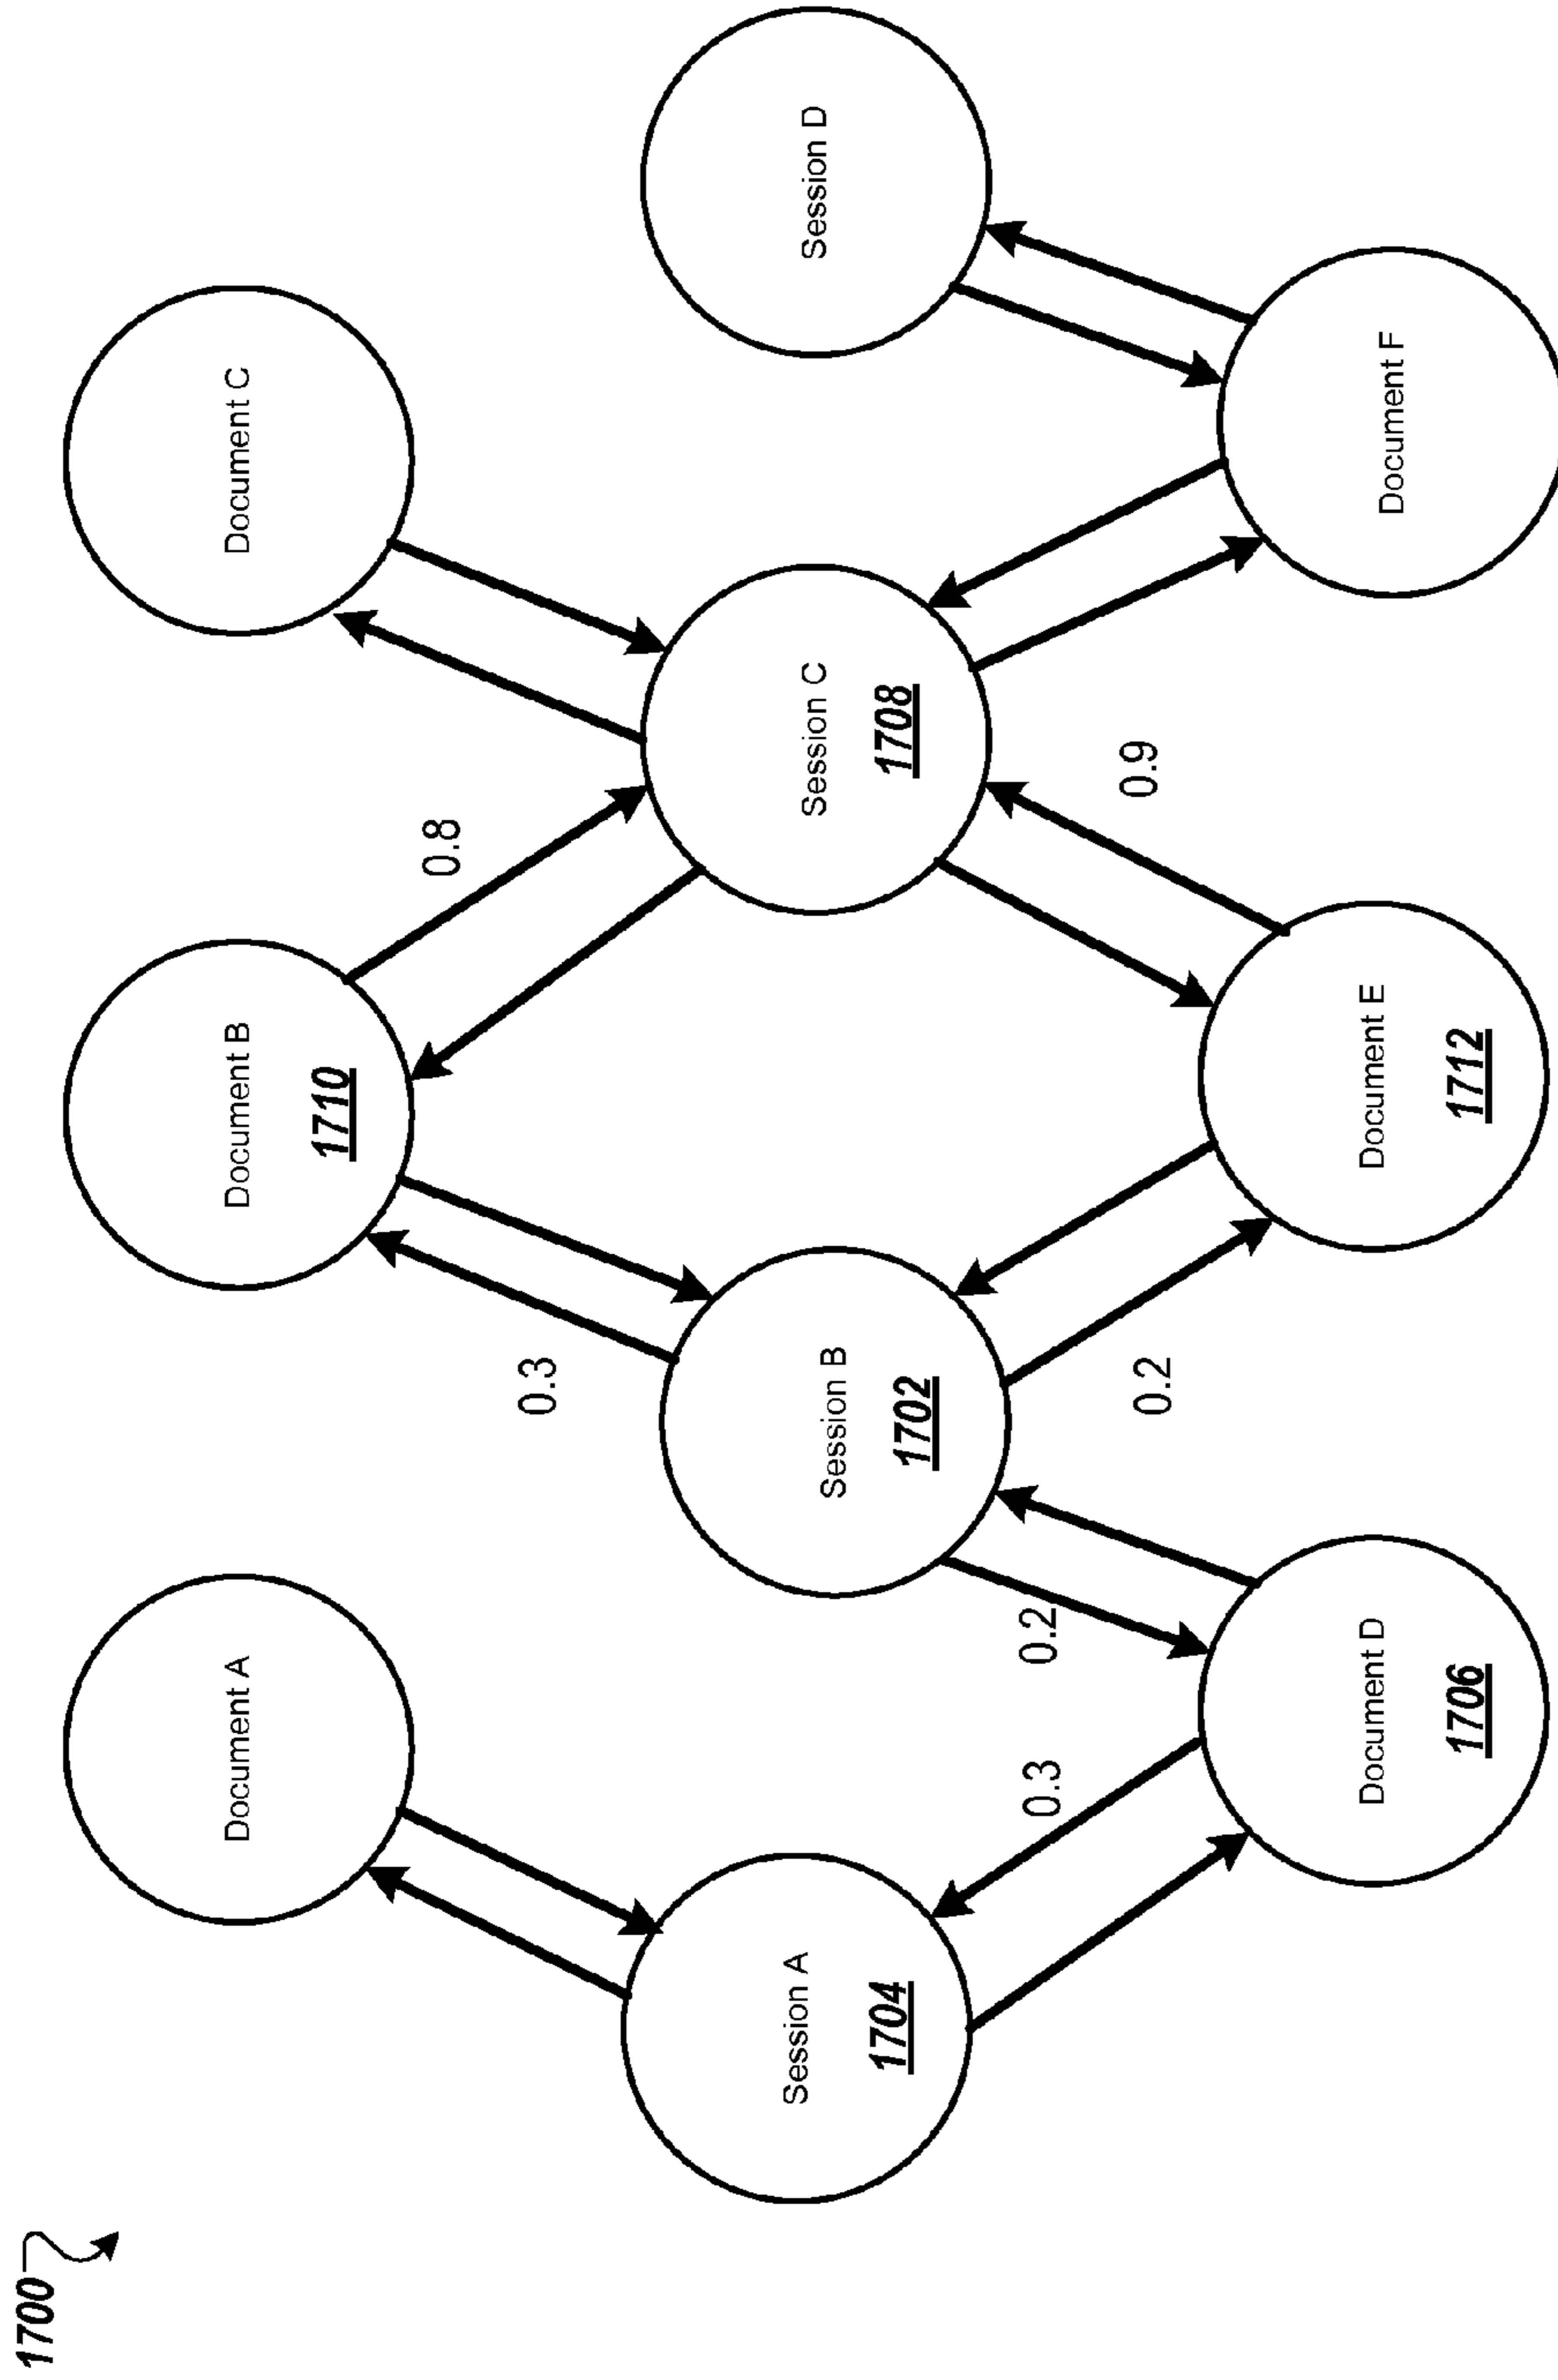 1700
Document A
Document B
1710
Document C
0.3
0.8
Session A
1704
Session B
1702
Session C
1708
Session D
0.3
0.2
0.2
0.9
Document D
1706
Document E
1712
Document F